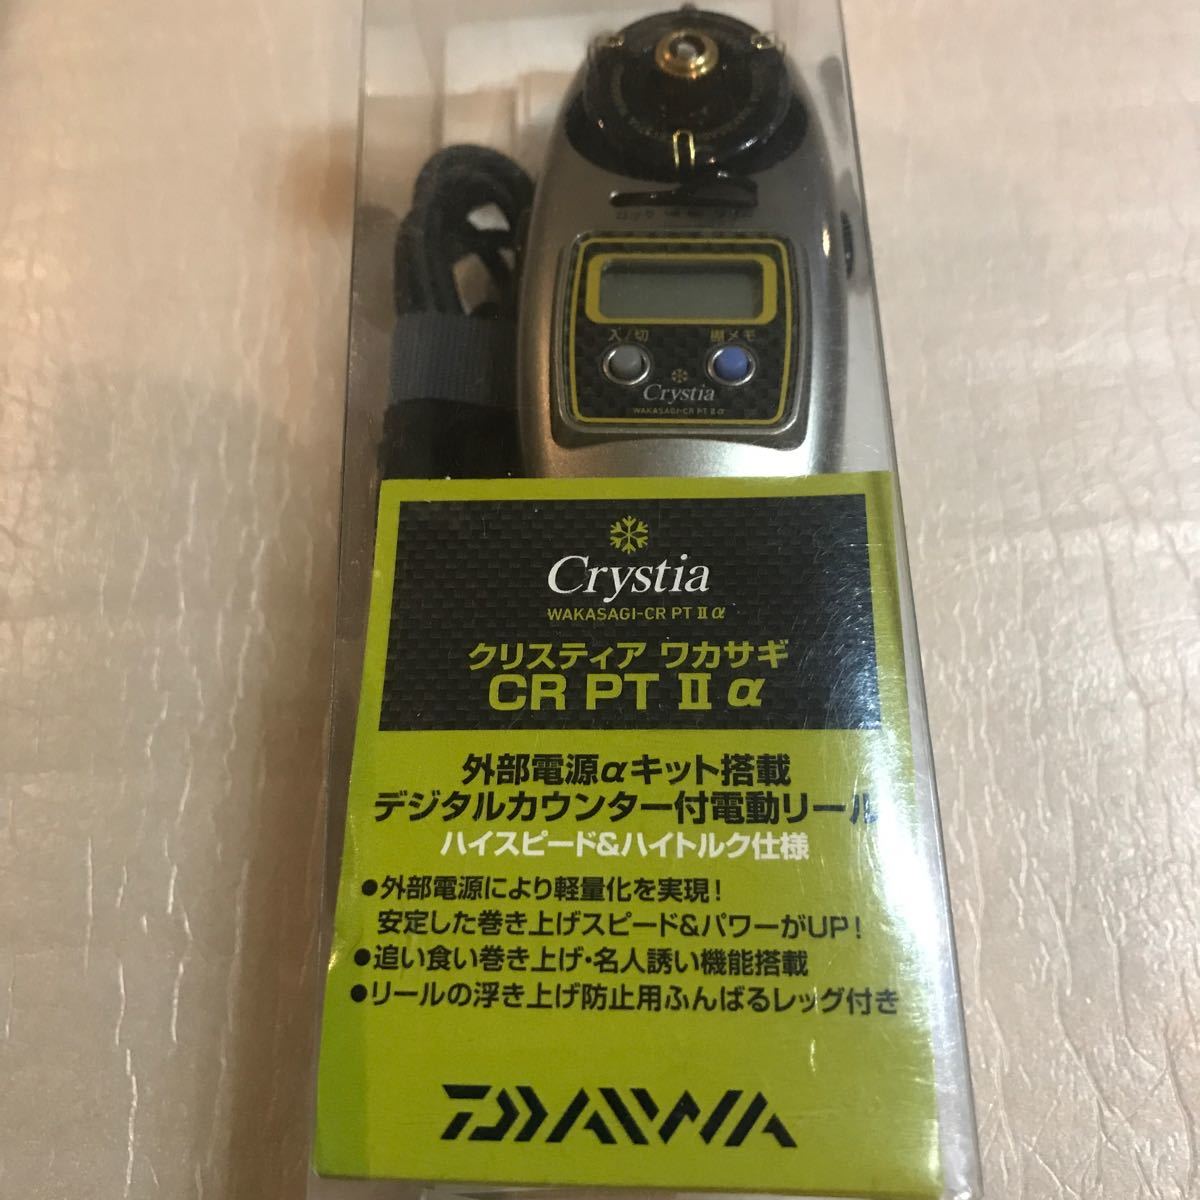 ロック
入/切
棚メモ
Crystia
WAKASAGI-CR PT Ⅱ α
Crystia
WAKASAGI-CR PT Ⅱ α
クリスティア ワカサギ
CR PT Ⅱ α
外部電源αキット搭載
デジタルカウンター付電動リール
ハイスピード&ハイトルク仕様
●外部電源により軽量化を実現!
安定した巻き上げスピード&パワーがUP!
●追い食い巻き上げ・名人誘い機能搭載
●リールの浮き上げ防止用ふんばるレッグ付き
DAIWA